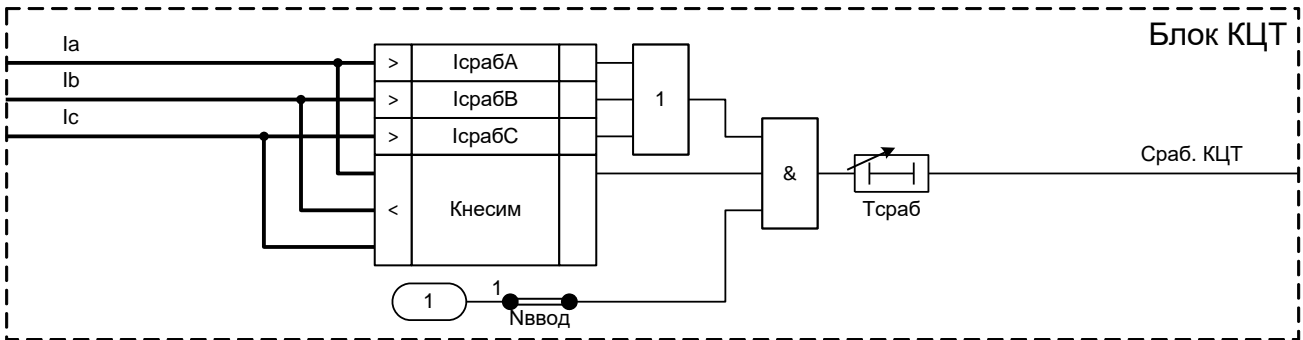 Блок КЦТ
Ia
> IсрабA
Ib
> IсрабB
1
Ic
> IсрабC
&
Сраб. КЦТ
< Кнесим
Тсраб
1
1
Nввод